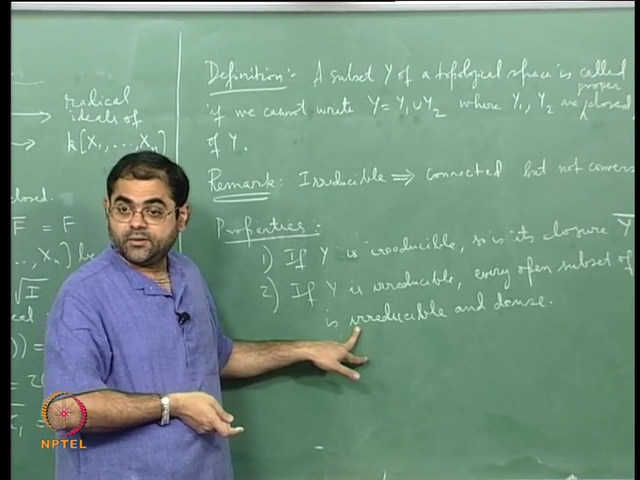 radical
ideals of
k[X₁,...,Xₙ]
closed.
F̅ = F
..., Xₙ] be
√I
ical
)) =
= 
Definition:- A subset Y of a topological space is called
if we cannot write Y = Y₁ ∪ Y₂ where Y₁, Y₂ are proper closed
of Y.
Remark: Irreducible ⟹ connected but not convers
Properties:
1) If Y is irreducible, so is its closure Y̅
2) If Y is irreducible, every open subset of
is irreducible and dense.
NPTEL